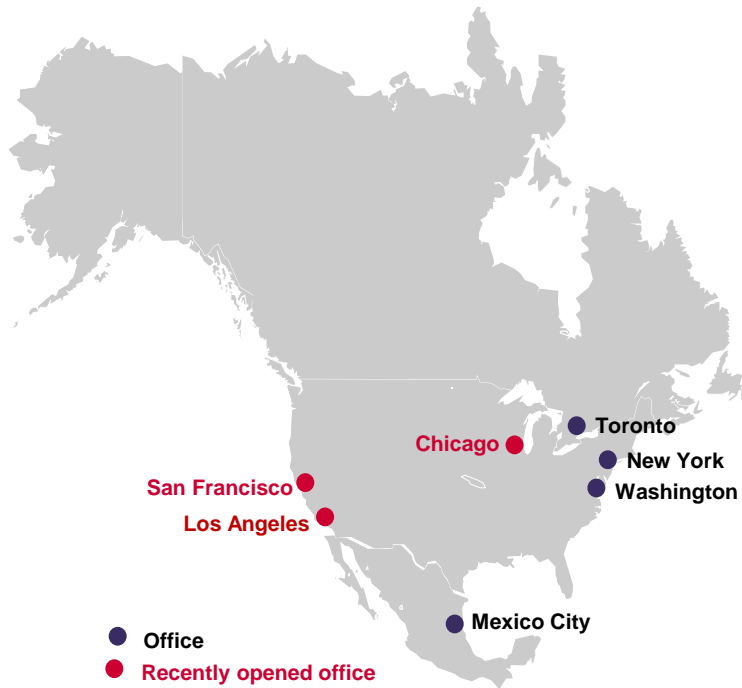 Toronto
Chicago
New York
San Francisco
Washington
Los Angeles
Mexico City
Office
Recently opened office